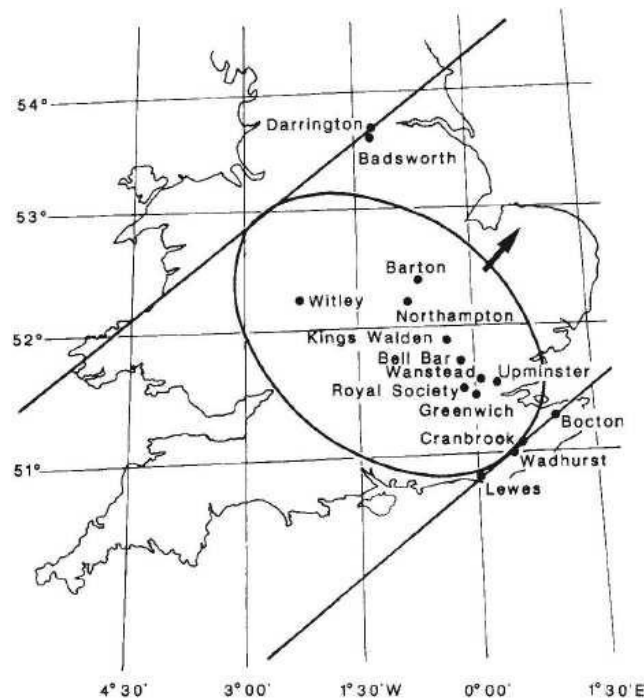 54°
Darrington
Badsworth
53°
Barton
Witley
Northampton
52°
Kings Walden
Bell Bar
Wanstead
Upminster
Royal Society
Greenwich
Bocton
Cranbrook
51°
Wadhurst
Lewes
4°30' 3°00' 1°30'W 0°00' 1°30'E